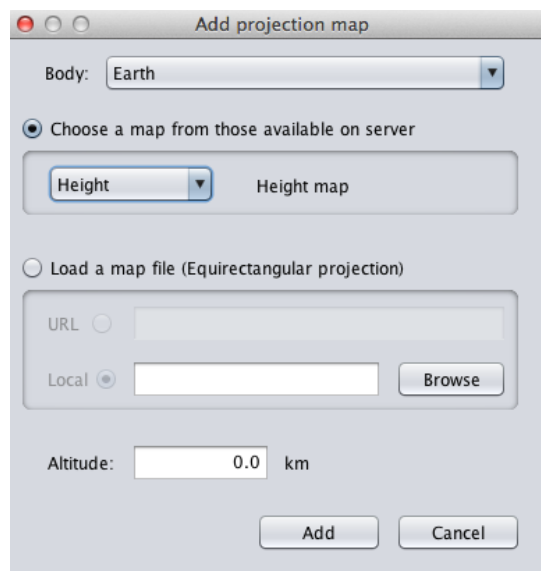 Add projection map
Body: Earth
Choose a map from those available on server
Height Height map
Load a map file (Equirectangular projection)
URL
Local Browse
Altitude: 0.0 km
Add Cancel